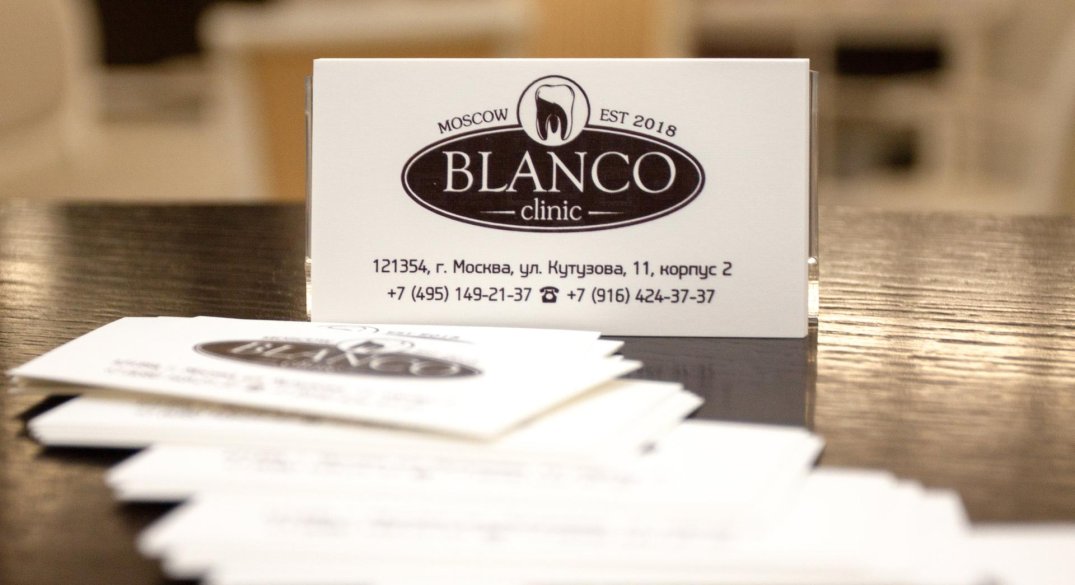 MOSCOW EST 2018
BLANCO
clinic
121354, г. Москва, ул. Кутузова, 11, корпус 2
+7 (495) 149-21-37 ☎ +7 (916) 424-37-37
BLANCO